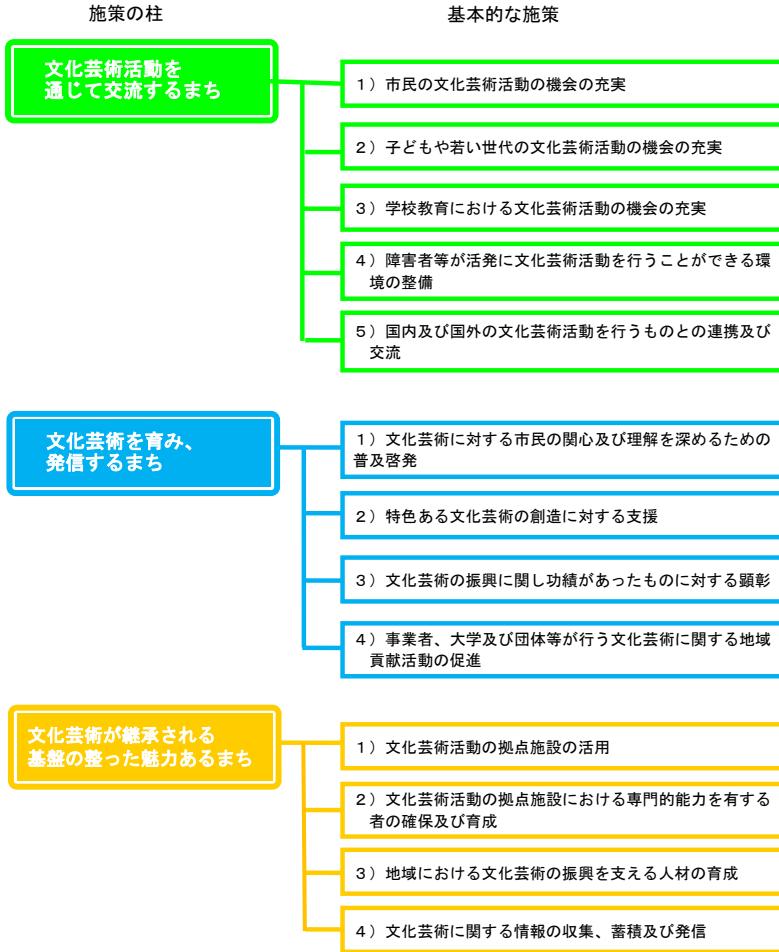 施策の柱
基本的な施策
文化芸術活動を
通じて交流するまち
1）市民の文化芸術活動の機会の充実
2）子どもや若い世代の文化芸術活動の機会の充実
3）学校教育における文化芸術活動の機会の充実
4）障害者等が活発に文化芸術活動を行うことができる環
境の整備
5）国内及び国外の文化芸術活動を行うものとの連携及び
交流
文化芸術を育み、
発信するまち
1）文化芸術に対する市民の関心及び理解を深めるための
普及啓発
2）特色ある文化芸術の創造に対する支援
3）文化芸術の振興に関し功績があったものに対する顕彰
4）事業者、大学及び団体等が行う文化芸術に関する地域
貢献活動の促進
文化芸術が継承される
基盤の整った魅力あるまち
1）文化芸術活動の拠点施設の活用
2）文化芸術活動の拠点施設における専門的能力を有する
者の確保及び育成
3）地域における文化芸術の振興を支える人材の育成
4）文化芸術に関する情報の収集、蓄積及び発信